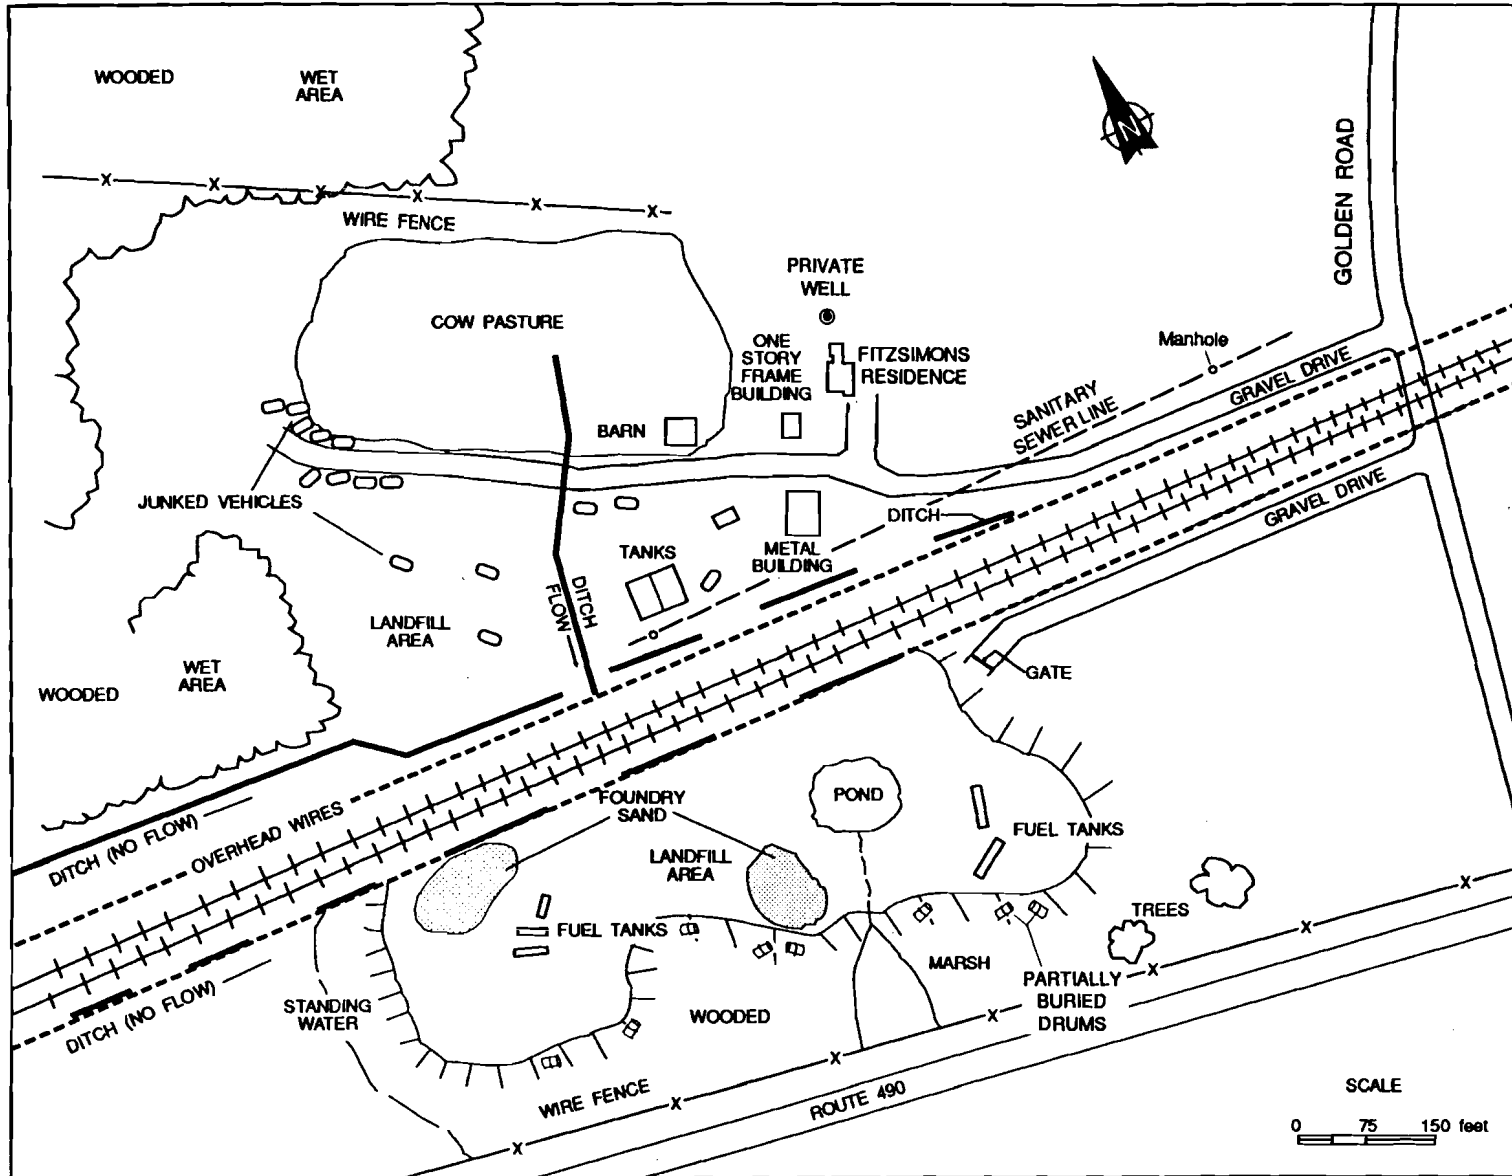 WOODED
WET
AREA
N
GOLDEN ROAD
WIRE FENCE
PRIVATE
WELL
COW PASTURE
ONE
STORY
FRAME
BUILDING
FITZSIMONS
RESIDENCE
Manhole
GRAVEL DRIVE
SANITARY
SEWER LINE
BARN
JUNKED VEHICLES
DITCH
GRAVEL DRIVE
TANKS
METAL
BUILDING
DITCH
FLOW
LANDFILL
AREA
WET
AREA
WOODED
GATE
FOUNDRY
SAND
POND
OVERHEAD WIRES
DITCH (NO FLOW)
FUEL TANKS
LANDFILL
AREA
FUEL TANKS
TREES
MARSH
DITCH (NO FLOW)
STANDING
WATER
WOODED
PARTIALLY
BURIED
DRUMS
WIRE FENCE
ROUTE 490
SCALE
0 75 150 feet